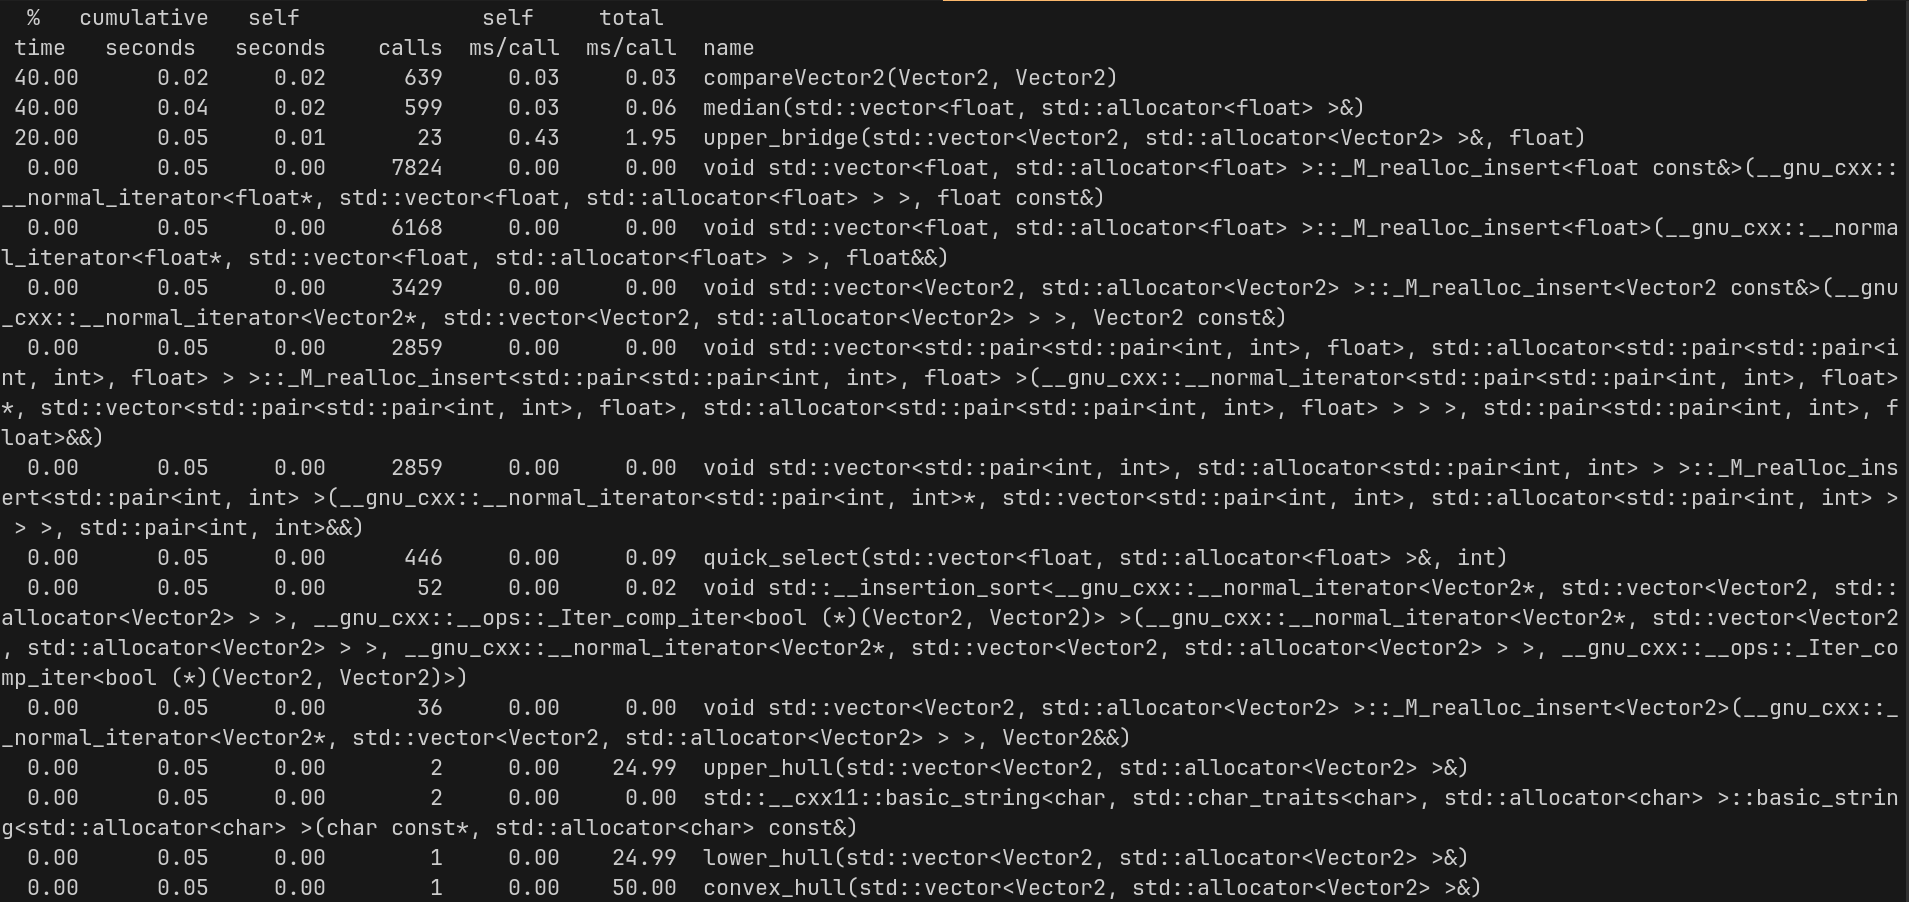 %   cumulative   self              self     total
 time   seconds   seconds    calls  ms/call  ms/call  name
 40.00      0.02     0.02      639     0.03     0.03  compareVector2(Vector2, Vector2)
 40.00      0.04     0.02      599     0.03     0.06  median(std::vector<float, std::allocator<float> >&)
 20.00      0.05     0.01       23     0.43     1.95  upper_bridge(std::vector<Vector2, std::allocator<Vector2> >&, float)
  0.00      0.05     0.00     7824     0.00     0.00  void std::vector<float, std::allocator<float> >::_M_realloc_insert<float const&>(__gnu_cxx::
__normal_iterator<float*, std::vector<float, std::allocator<float> > >, float const&)
  0.00      0.05     0.00     6168     0.00     0.00  void std::vector<float, std::allocator<float> >::_M_realloc_insert<float>(__gnu_cxx::__norma
l_iterator<float*, std::vector<float, std::allocator<float> > >, float&&)
  0.00      0.05     0.00     3429     0.00     0.00  void std::vector<Vector2, std::allocator<Vector2> >::_M_realloc_insert<Vector2 const&>(__gnu
_cxx::__normal_iterator<Vector2*, std::vector<Vector2, std::allocator<Vector2> > >, Vector2 const&)
  0.00      0.05     0.00     2859     0.00     0.00  void std::vector<std::pair<std::pair<int, int>, float>, std::allocator<std::pair<std::pair<i
nt, int>, float> > >::_M_realloc_insert<std::pair<std::pair<int, int>, float> >(__gnu_cxx::__normal_iterator<std::pair<std::pair<int, int>, float>
*, std::vector<std::pair<std::pair<int, int>, float>, std::allocator<std::pair<std::pair<int, int>, float> > > >, std::pair<std::pair<int, int>, f
loat>&&)
  0.00      0.05     0.00     2859     0.00     0.00  void std::vector<std::pair<int, int>, std::allocator<std::pair<int, int> > >::_M_realloc_ins
ert<std::pair<int, int> >(__gnu_cxx::__normal_iterator<std::pair<int, int>*, std::vector<std::pair<int, int>, std::allocator<std::pair<int, int> >
 > >, std::pair<int, int>&&)
  0.00      0.05     0.00      446     0.00     0.09  quick_select(std::vector<float, std::allocator<float> >&, int)
  0.00      0.05     0.00       52     0.00     0.02  void std::__insertion_sort<__gnu_cxx::__normal_iterator<Vector2*, std::vector<Vector2, std::
allocator<Vector2> > >, __gnu_cxx::__ops::_Iter_comp_iter<bool (*)(Vector2, Vector2)> >(__gnu_cxx::__normal_iterator<Vector2*, std::vector<Vector2
, std::allocator<Vector2> > >, __gnu_cxx::__normal_iterator<Vector2*, std::vector<Vector2, std::allocator<Vector2> > >, __gnu_cxx::__ops::_Iter_co
mp_iter<bool (*)(Vector2, Vector2)>)
  0.00      0.05     0.00       36     0.00     0.00  void std::vector<Vector2, std::allocator<Vector2> >::_M_realloc_insert<Vector2>(__gnu_cxx::_
_normal_iterator<Vector2*, std::vector<Vector2, std::allocator<Vector2> > >, Vector2&&)
  0.00      0.05     0.00        2     0.00    24.99  upper_hull(std::vector<Vector2, std::allocator<Vector2> >&)
  0.00      0.05     0.00        2     0.00     0.00  std::__cxx11::basic_string<char, std::char_traits<char>, std::allocator<char> >::basic_strin
g<std::allocator<char> >(char const*, std::allocator<char> const&)
  0.00      0.05     0.00        1     0.00    24.99  lower_hull(std::vector<Vector2, std::allocator<Vector2> >&)
  0.00      0.05     0.00        1     0.00    50.00  convex_hull(std::vector<Vector2, std::allocator<Vector2> >&)